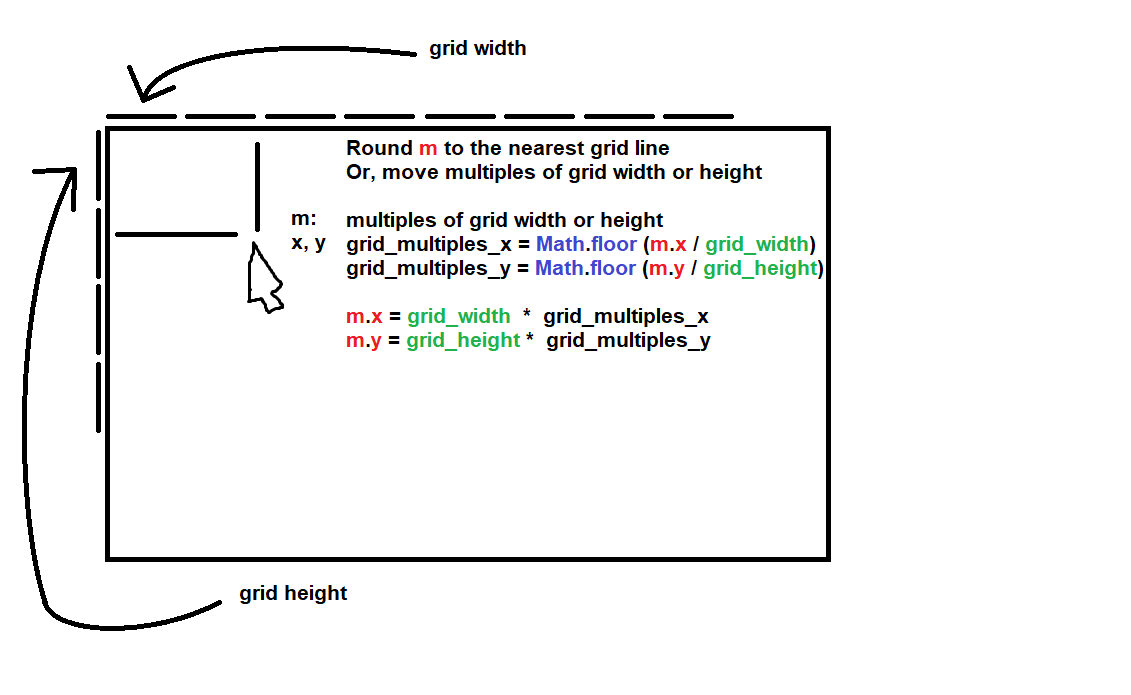 grid width
Round m to the nearest grid line
Or, move multiples of grid width or height
m:
x, y
multiples of grid width or height
grid_multiples_x = Math.floor (m.x / grid_width)
grid_multiples_y = Math.floor (m.y / grid_height)
m.x = grid_width * grid_multiples_x
m.y = grid_height * grid_multiples_y
grid height